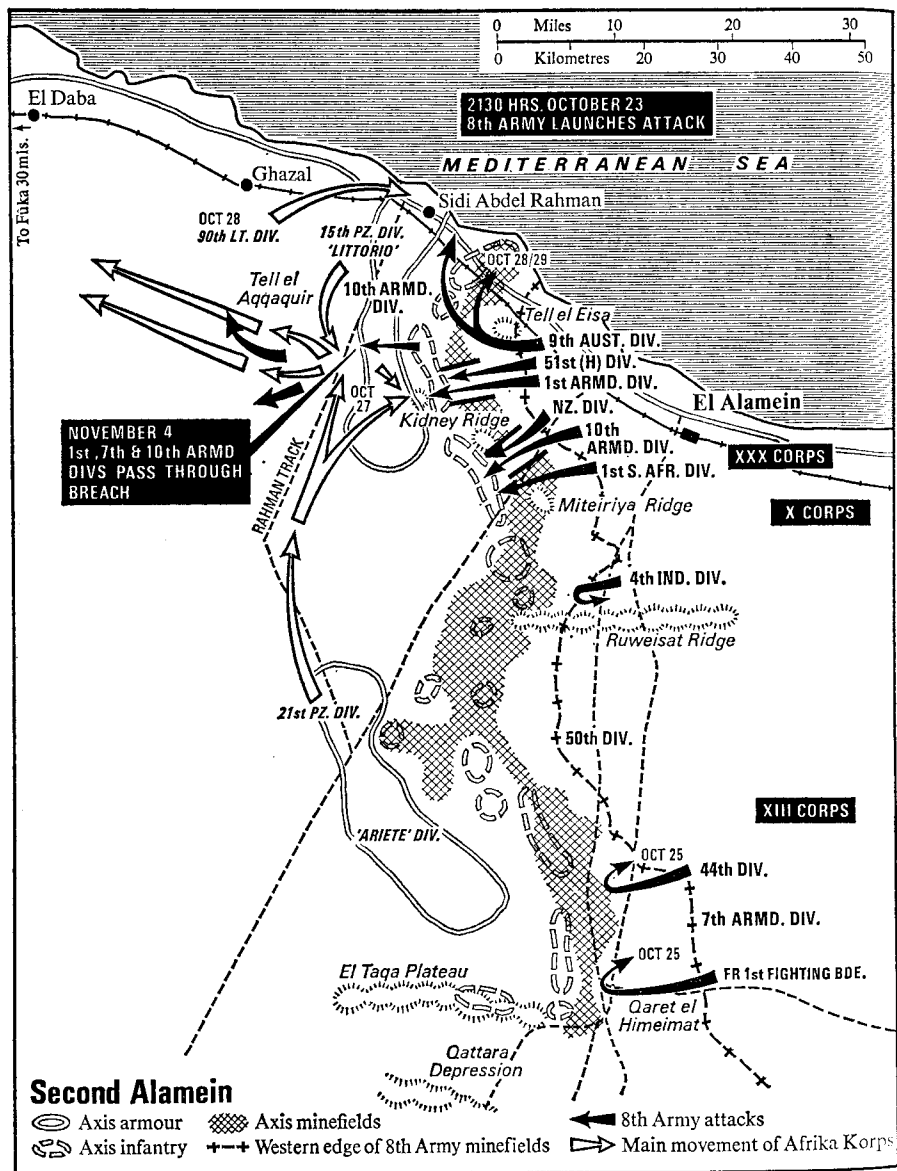 0 Miles 10 20 30
0 Kilometres 10 20 30 40 50
El Daba
2130 HRS. OCTOBER 23
8th ARMY LAUNCHES ATTACK
To Fuka 30 mls.
MEDITERRANEAN SEA
Ghazal
Sidi Abdel Rahman
OCT 28
90th LT. DIV.
15th PZ. DIV.
'LITTORIO'
OCT 28/29
Tell el
Aqqaquir
10th ARMD.
DIV.
Tell el Eisa
9th AUST. DIV.
51st (H) DIV.
1st ARMD. DIV.
OCT
27
Kidney Ridge
NZ. DIV.
El Alamein
10th
ARMD. DIV.
NOVEMBER 4
1st ,7th & 10th ARMD
DIVS PASS THROUGH
BREACH
XXX CORPS
1st S. AFR. DIV.
RAHMAN TRACK
Miteiriya Ridge
X CORPS
4th IND. DIV.
Ruweisat Ridge
21st PZ. DIV.
50th DIV.
XIII CORPS
'ARIETE' DIV.
OCT 25
44th DIV.
7th ARMD. DIV.
OCT 25
El Taqa Plateau
FR 1st FIGHTING BDE.
Qaret el
Himeimat
Qattara
Depression
Second Alamein
Axis armour
Axis minefields
8th Army attacks
Axis infantry
Western edge of 8th Army minefields
Main movement of Afrika Korps